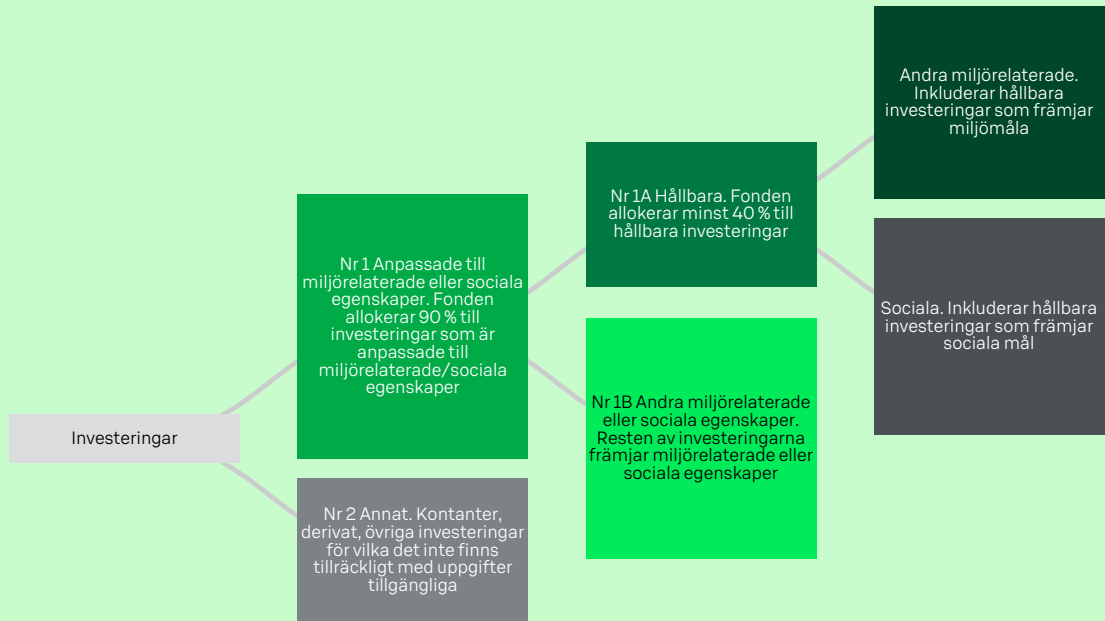 Investeringar
Nr 1 Anpassade till
miljörelaterade eller sociala
egenskaper. Fonden
allokerar 90 % till
investeringar som är
anpassade till
miljörelaterade/sociala
egenskaper
Nr 2 Annat. Kontanter,
derivat, övriga investeringar
för vilka det inte finns
tillräckligt med uppgifter
tillgängliga
Nr 1A Hållbara. Fonden
allokerar minst 40 % till
hållbara investeringar
Nr 1B Andra miljörelaterade
eller sociala egenskaper.
Resten av investeringarna
främjar miljörelaterade eller
sociala egenskaper
Andra miljörelaterade.
Inkluderar hållbara
investeringar som främjar
miljömåla
Sociala. Inkluderar hållbara
investeringar som främjar
sociala mål